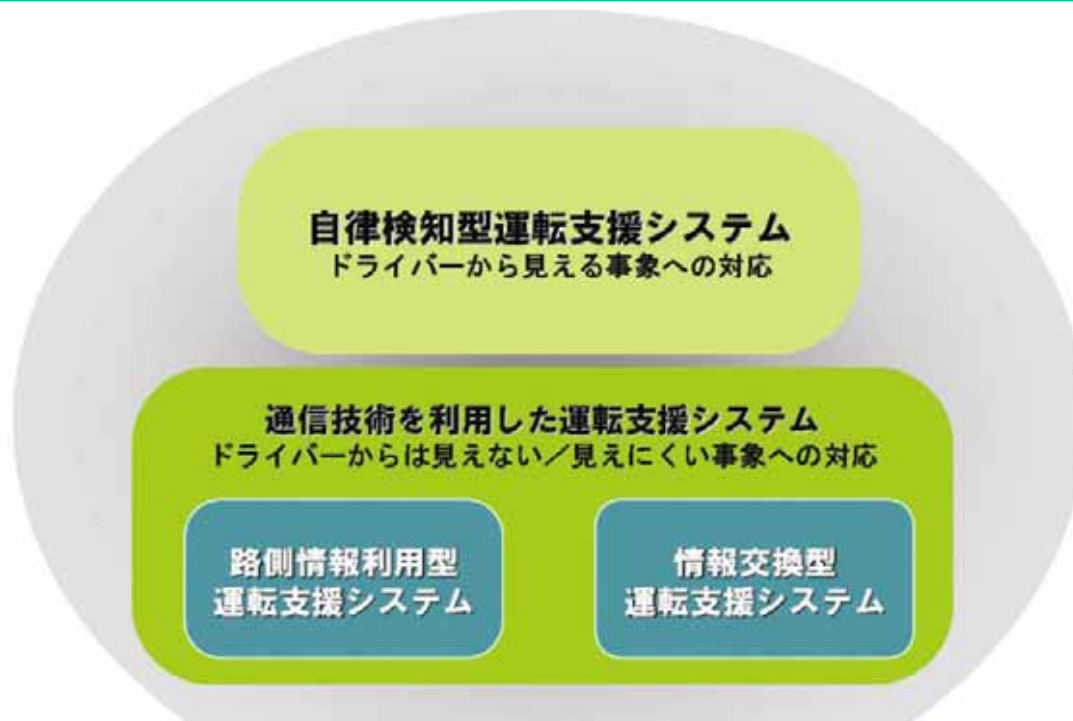 自律検知型運転支援システム
ドライバーから見える事象への対応
通信技術を利用した運転支援システム
ドライバーからは見えない／見えにくい事象への対応
路側情報利用型
運転支援システム
情報交換型
運転支援システム